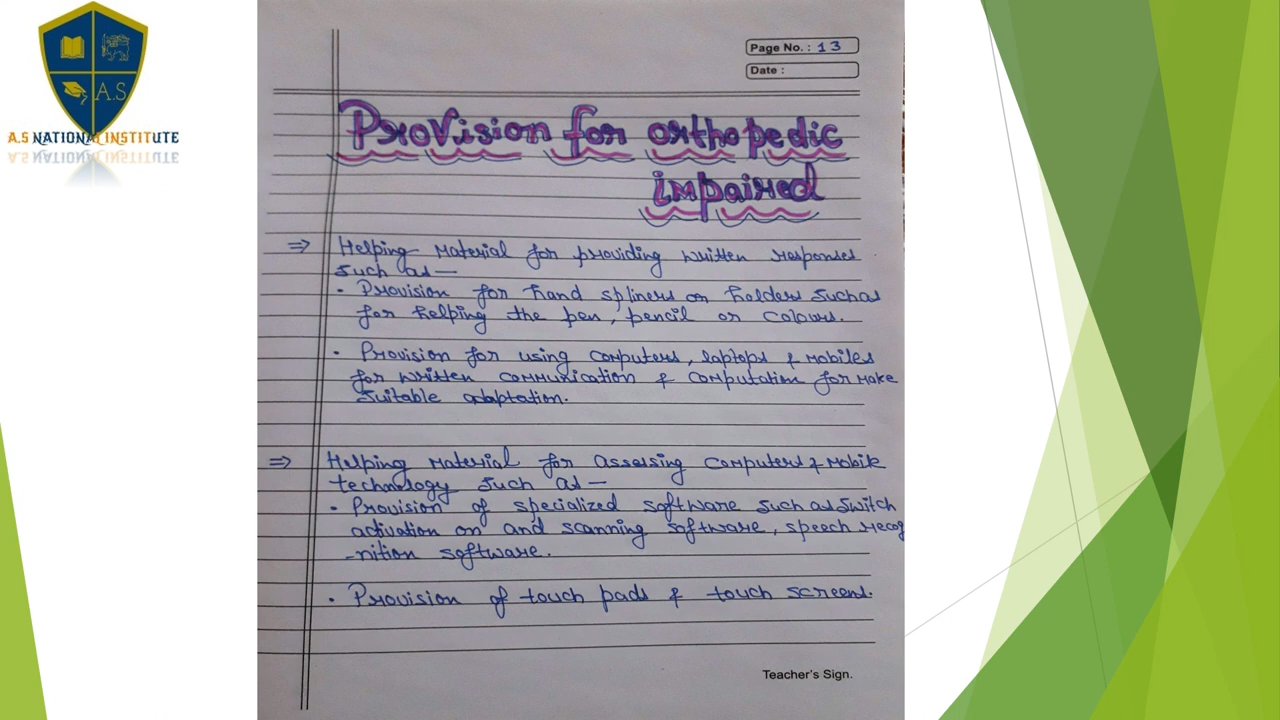 A.S
A.S NATIONAL INSTITUTE
Page No. : 13
Date :
Provision for orthopedic
impaired
⇒ Helping Material for providing written responses
such as —
• Provision for hand spliners or holders such as
for helping the pen, pencil or colours.
• Provision for using computers, laptops & Mobiles
for written communication & computation for make
suitable adaptation.
⇒ Helping Material for assessing computers & Mobile
technology such as —
• Provision of specialized software such as switch
activation on and scanning software, speech recog
-nition software.
• Provision of touch pads & touch screens.
Teacher's Sign.